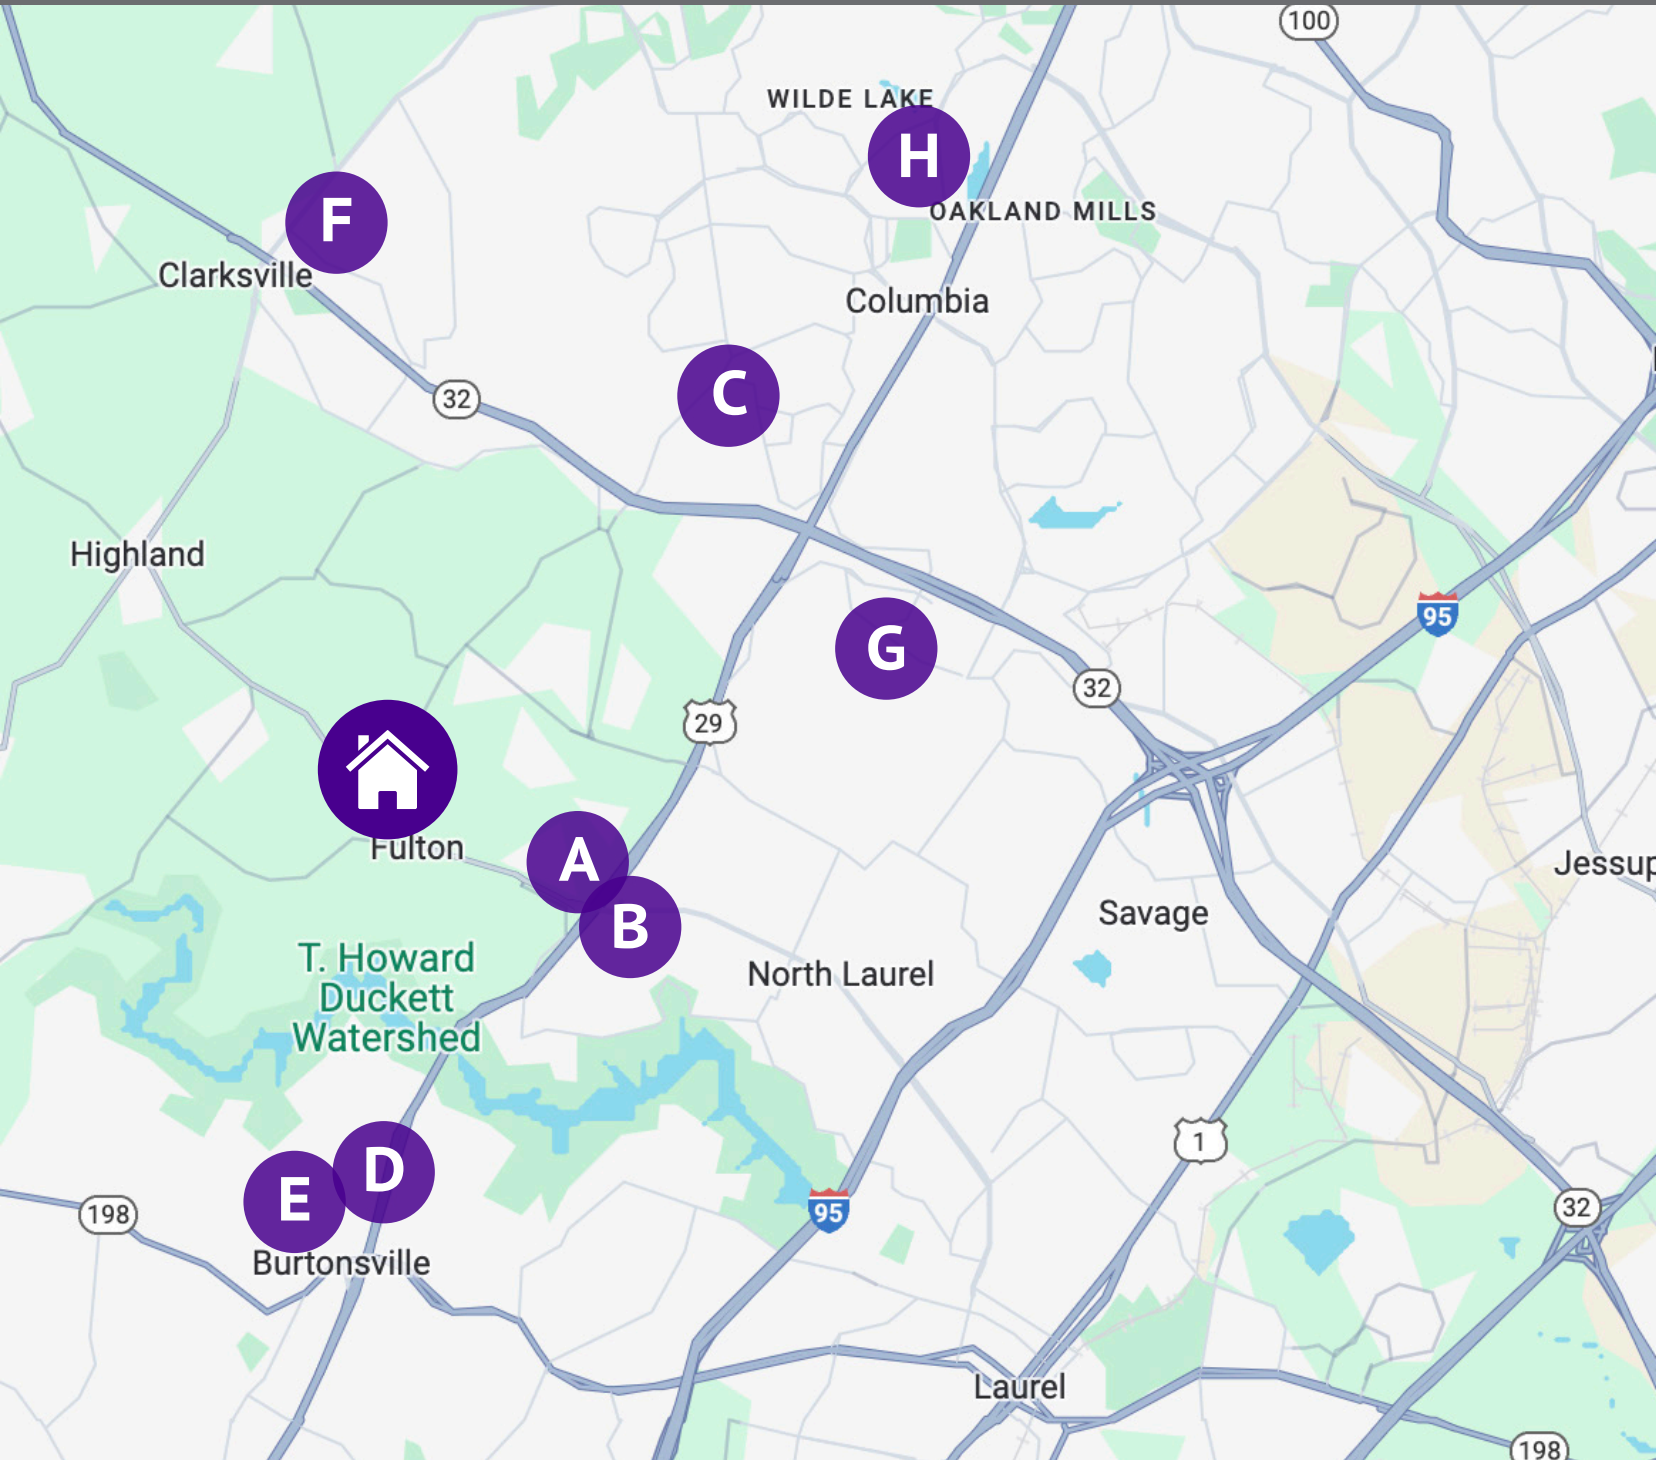 100
WILDE LAKE
H
OAKLAND MILLS
F
Clarksville
Columbia
C
32
Highland
95
G
32
29
Fulton
A
Jessup
B
Savage
T. Howard
Duckett
Watershed
North Laurel
1
D
E
198
95
32
Burtonsville
Laurel
198